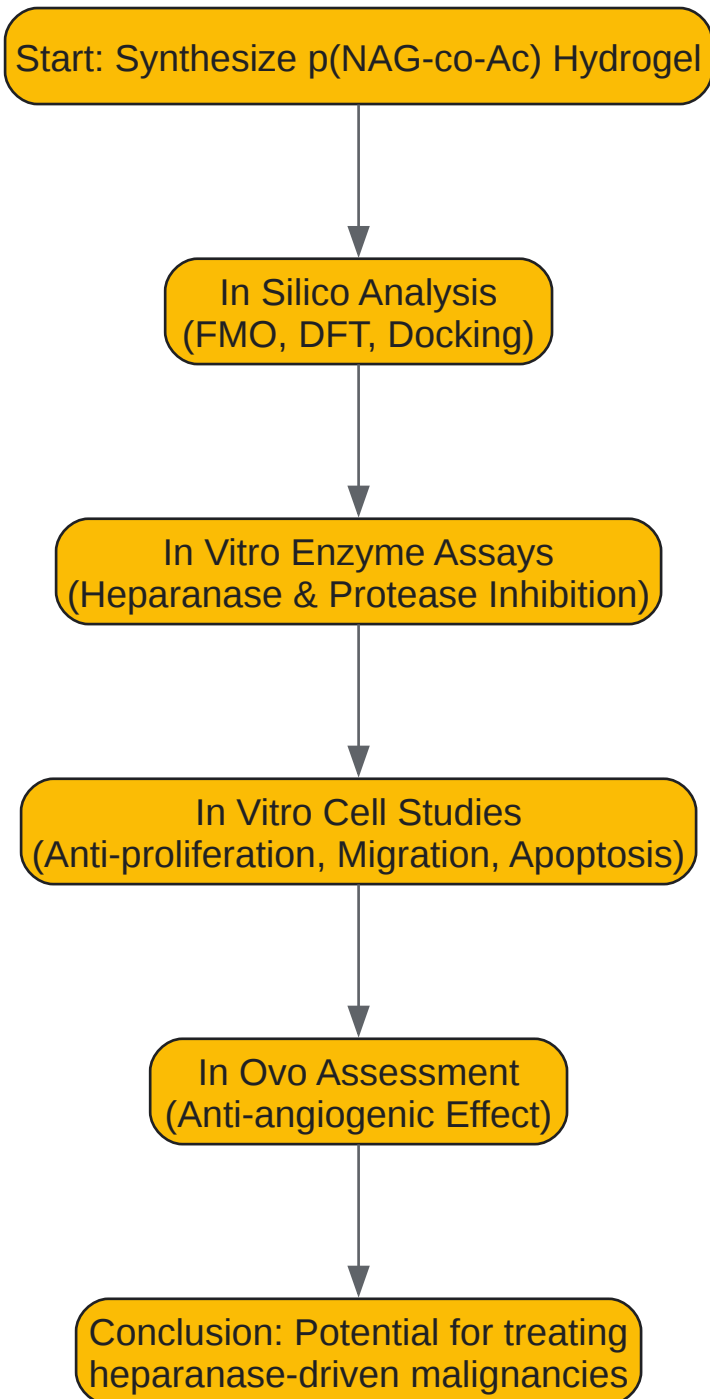 Start: Synthesize p(NAG-co-Ac) Hydrogel
In Silico Analysis
(FMO, DFT, Docking)
In Vitro Enzyme Assays
(Heparanase & Protease Inhibition)
In Vitro Cell Studies
(Anti-proliferation, Migration, Apoptosis)
In Ovo Assessment
(Anti-angiogenic Effect)
Conclusion: Potential for treating
heparanase-driven malignancies